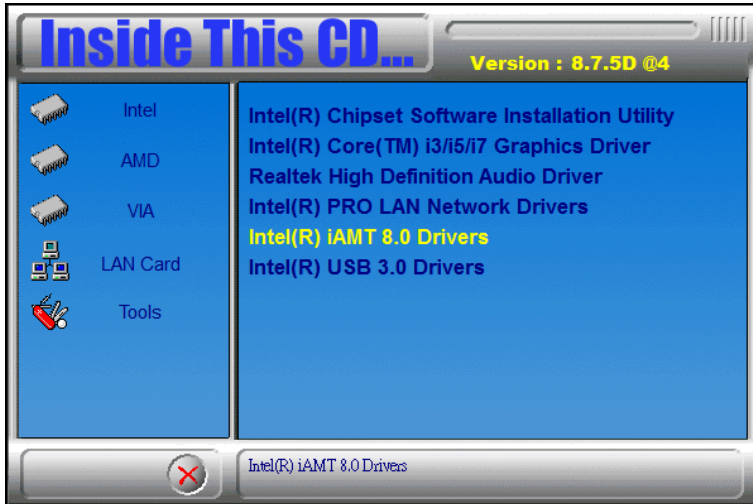 Inside This CD...
Version : 8.7.5D @4
Intel
AMD
VIA
LAN Card
Tools
Intel(R) Chipset Software Installation Utility
Intel(R) Core(TM) i3/i5/i7 Graphics Driver
Realtek High Definition Audio Driver
Intel(R) PRO LAN Network Drivers
Intel(R) iAMT 8.0 Drivers
Intel(R) USB 3.0 Drivers
Intel(R) iAMT 8.0 Drivers